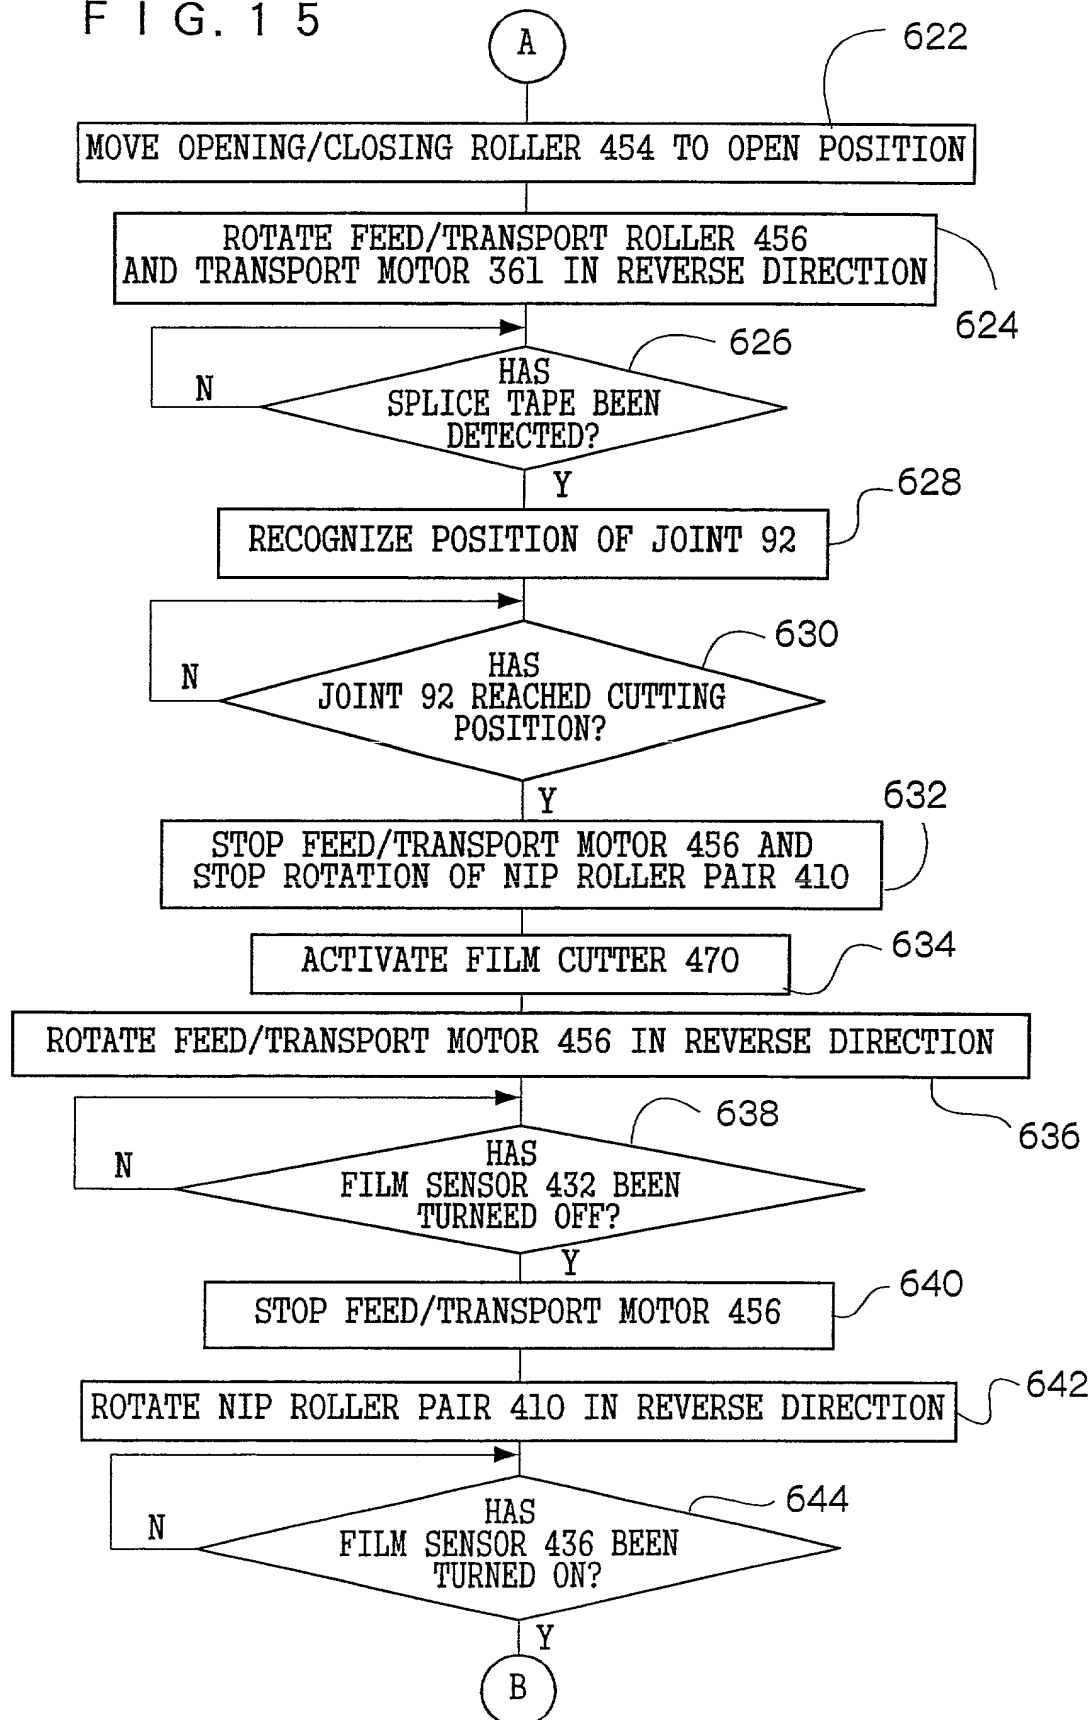 FIG. 15
A
622
MOVE OPENING/CLOSING ROLLER 454 TO OPEN POSITION
ROTATE FEED/TRANSPORT ROLLER 456
AND TRANSPORT MOTOR 361 IN REVERSE DIRECTION
624
626
HAS
SPLICE TAPE BEEN
DETECTED?
N
Y
628
RECOGNIZE POSITION OF JOINT 92
630
HAS
JOINT 92 REACHED CUTTING
POSITION?
N
Y
632
STOP FEED/TRANSPORT MOTOR 456 AND
STOP ROTATION OF NIP ROLLER PAIR 410
634
ACTIVATE FILM CUTTER 470
ROTATE FEED/TRANSPORT MOTOR 456 IN REVERSE DIRECTION
636
638
HAS
FILM SENSOR 432 BEEN
TURNEED OFF?
N
Y
640
STOP FEED/TRANSPORT MOTOR 456
642
ROTATE NIP ROLLER PAIR 410 IN REVERSE DIRECTION
644
HAS
FILM SENSOR 436 BEEN
TURNED ON?
N
Y
B